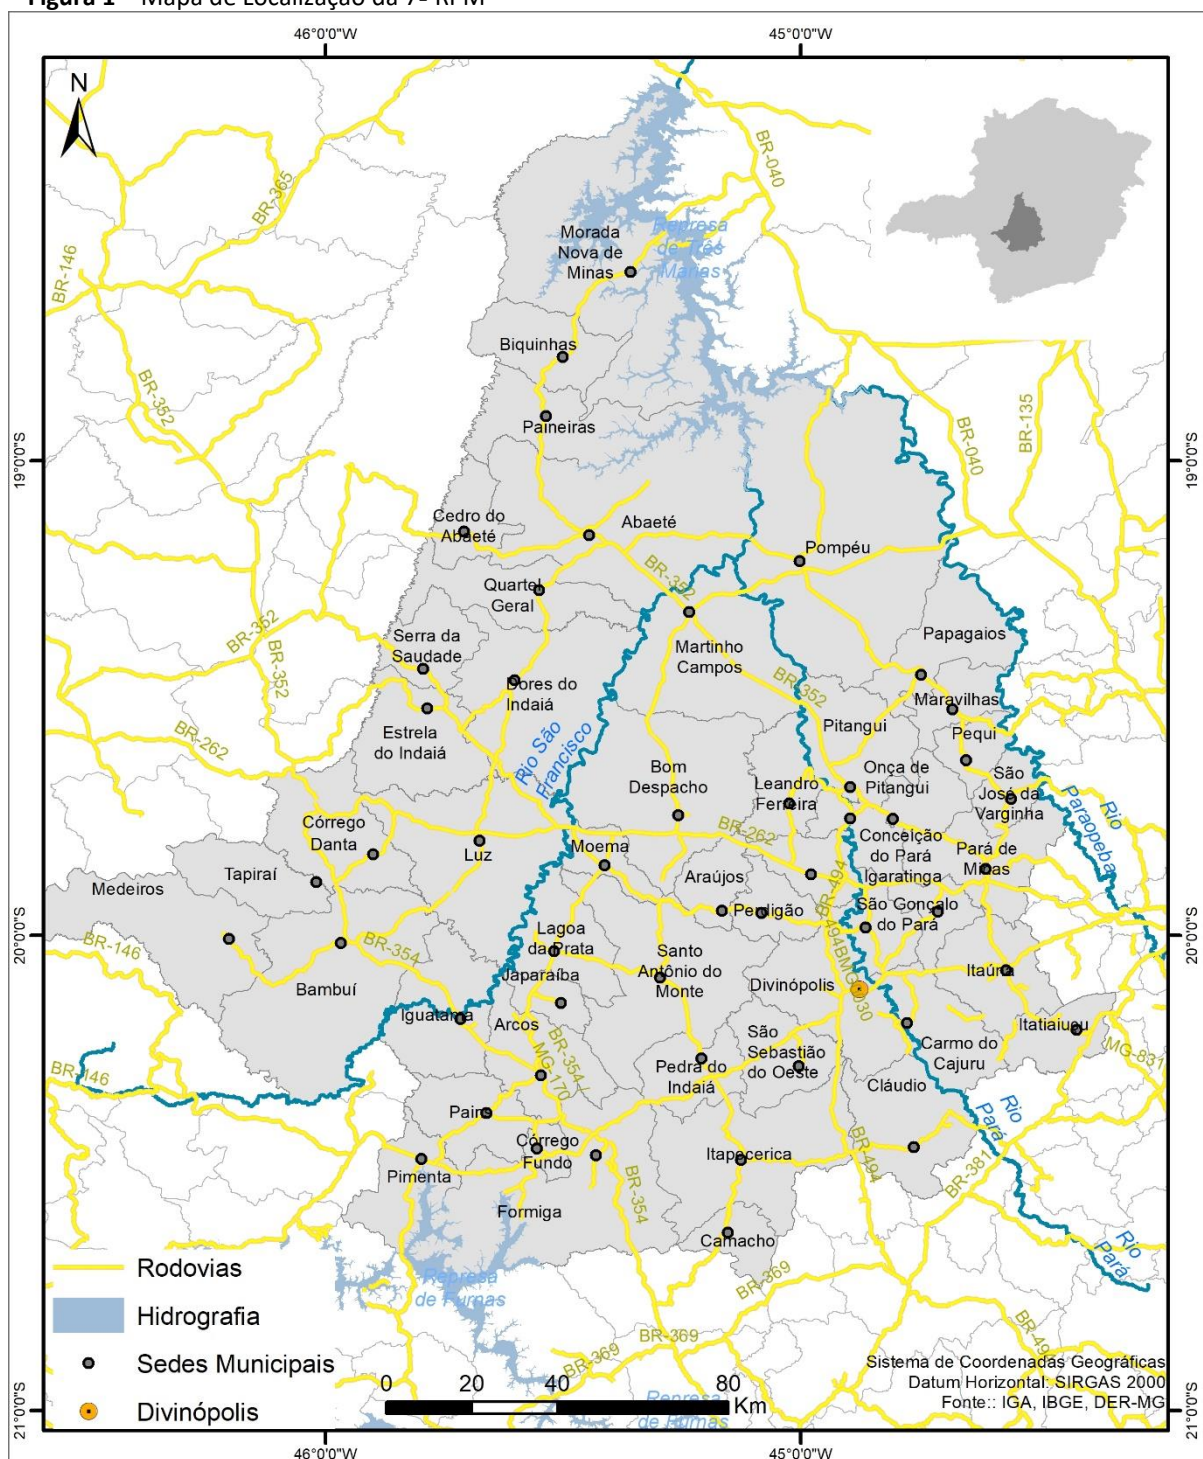 Figura 1 – Mapa de Localização da 7ª RPM
46°0'0"W
45°0'0"W
N
BR-040
BR-365
BR-146
Represa
de Três
Marias
Morada
Nova de
Minas
Biquinhas
BR-352
Paineiras
BR-040
BR-135
19°0'0"S
19°0'0"S
Cedro do
Abaeté
Abaeté
Pompéu
BR-352
Quartel
Geral
BR-352
BR-352
Serra da
Saudade
Martinho
Campos
Papagaios
Dores do
Indaiá
BR-352
Maravilhas
Estrela
do Indaiá
Pitangui
Pequi
BR-262
Rio São
Francisco
Bom
Despacho
Leandro
Ferreira
Onça de
Pitangui
São
José da
Varginha
Rio
Paraopeba
Córrego
Danta
Luz
Moema
BR-262
Conceição
do Pará
Pará de
Minas
Igaratinga
Medeiros
Tapiraí
Araújos
BR-494
Perdigão
São Gonçalo
do Pará
20°0'0"S
20°0'0"S
BR-146
BR-354
Lagoa
da Prata
Santo
Antônio do
Monte
Itaúna
Japaraíba
Bambuí
Divinópolis
Iguatama
Arcos
São
Sebastião
do Oeste
Itatiaiuçu
Carmo do
Cajuru
MG-831
BR-354 /
MG-170
Pedra do
Indaiá
Cláudio
BR-146
Rio
Pará
Pains
Córrego
Fundo
Itapecerica
BR-494
BR-381
Pimenta
BR-354
Formiga
Camacho
Rio
Pará
Represa
de Furnas
BR-369
BR-369
BR-369
Represa
de Furnas
Rodovias
Hidrografia
Sedes Municipais
Divinópolis
0 20 40 80
Km
Sistema de Coordenadas Geográficas
Datum Horizontal: SIRGAS 2000
Fonte:: IGA, IBGE, DER-MG
21°0'0"S
21°0'0"S
46°0'0"W
45°0'0"W